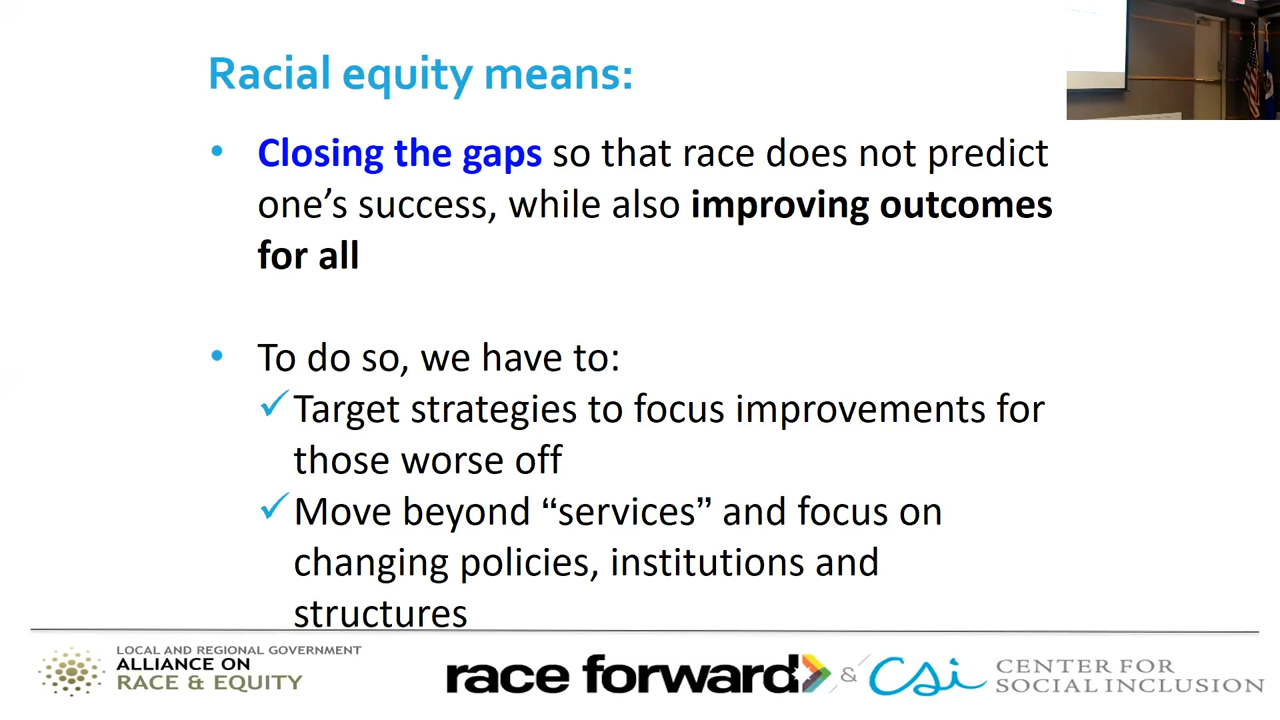 Racial equity means:
• Closing the gaps so that race does not predict
one’s success, while also improving outcomes
for all
• To do so, we have to:
✓Target strategies to focus improvements for
those worse off
✓Move beyond “services” and focus on
changing policies, institutions and
structures
LOCAL AND REGIONAL GOVERNMENT
ALLIANCE ON
RACE & EQUITY
race forward & CSi CENTER FOR
SOCIAL INCLUSION